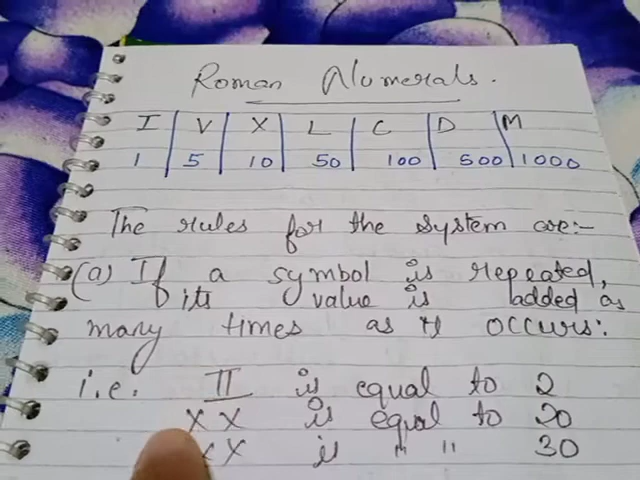 Roman Numerals.
I V X L C D M
1 5 10 50 100 500 1000
The rules for the system are:-
(a) If a symbol is repeated,
its value is added as
many times as it occurs:
i.e. II is equal to 2
XX is equal to 20
XX is " " 30